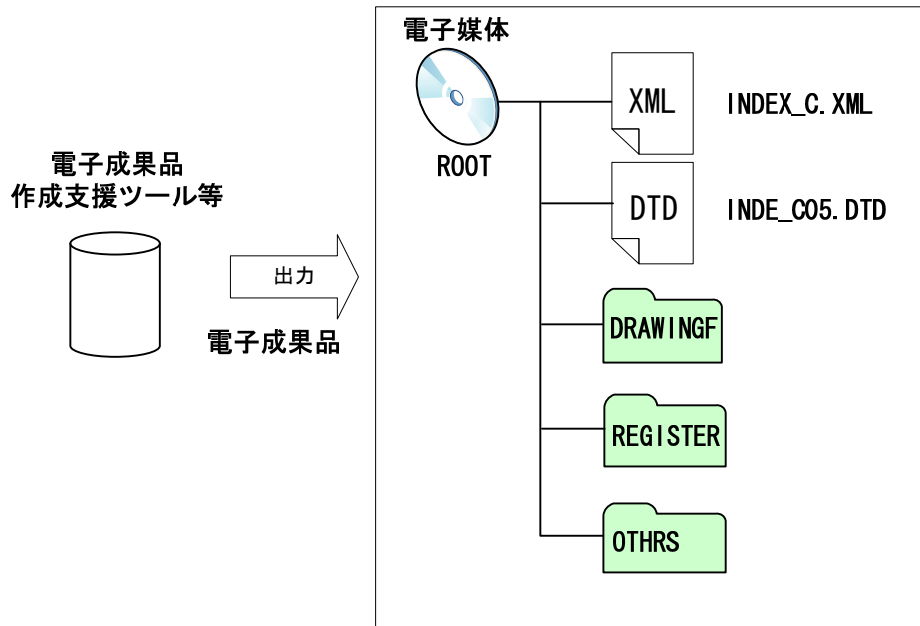 電子媒体
ROOT
XML
INDEX_C.XML
DTD
INDE_C05.DTD
DRAWINGF
REGISTER
OTHRS
電子成果品
作成支援ツール等
出力
電子成果品